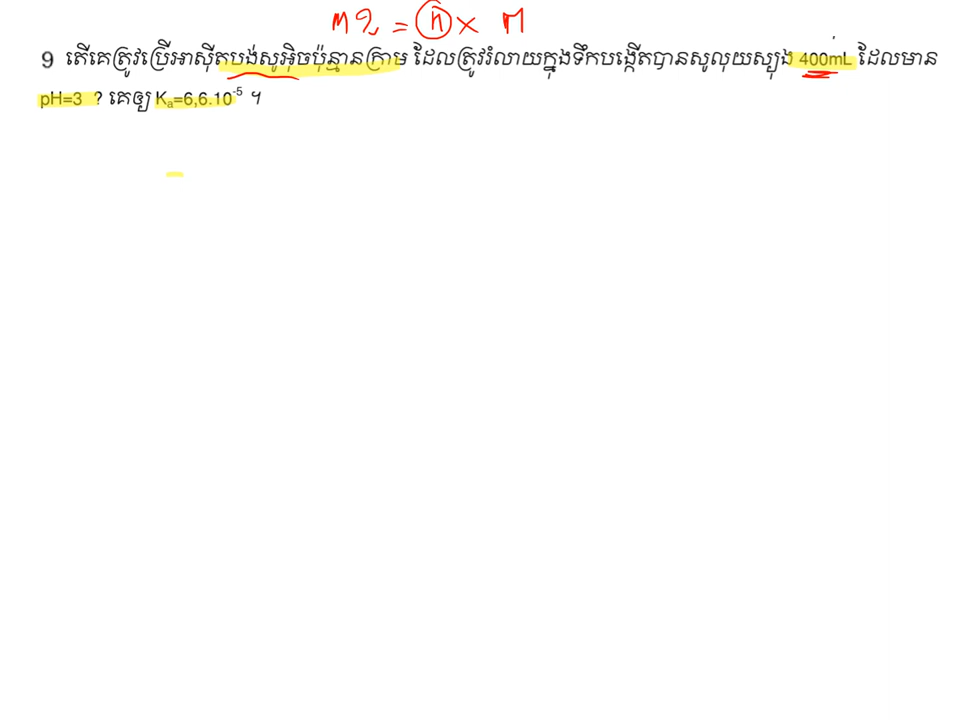 m? = n × M
9 តើគេត្រូវប្រើអាស៊ីតបង់សូអ៊ិចប៉ុន្មានក្រាម ដែលត្រូវរំលាយក្នុងទឹកបង្កើតបានសូលុយស្យុង 400mL ដែលមាន
pH=3 ? គេឲ្យ Ka=6,6.10-5 ។